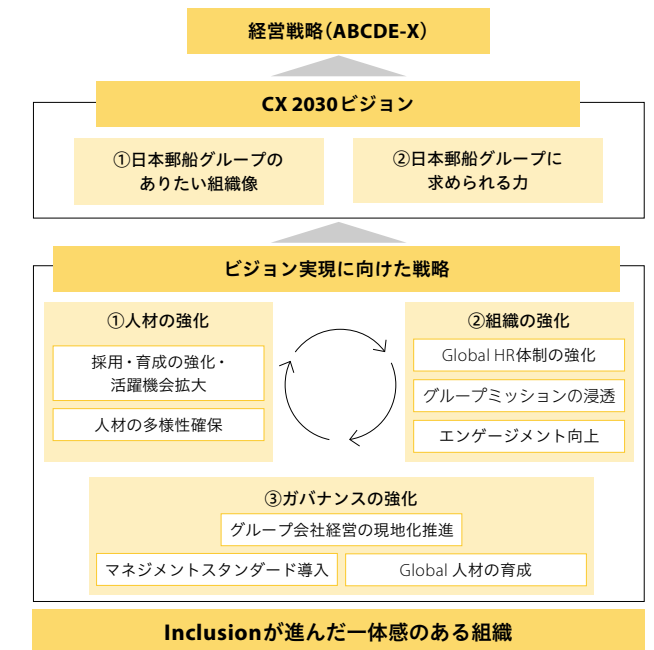 経営戦略（ABCDE-X）
CX 2030ビジョン
①日本郵船グループの
ありたい組織像
②日本郵船グループに
求められる力
ビジョン実現に向けた戦略
①人材の強化
採用・育成の強化・
活躍機会拡大
人材の多様性確保
②組織の強化
Global HR体制の強化
グループミッションの浸透
エンゲージメント向上
③ガバナンスの強化
グループ会社経営の現地化推進
マネジメントスタンダード導入
Global 人材の育成
Inclusionが進んだ一体感のある組織